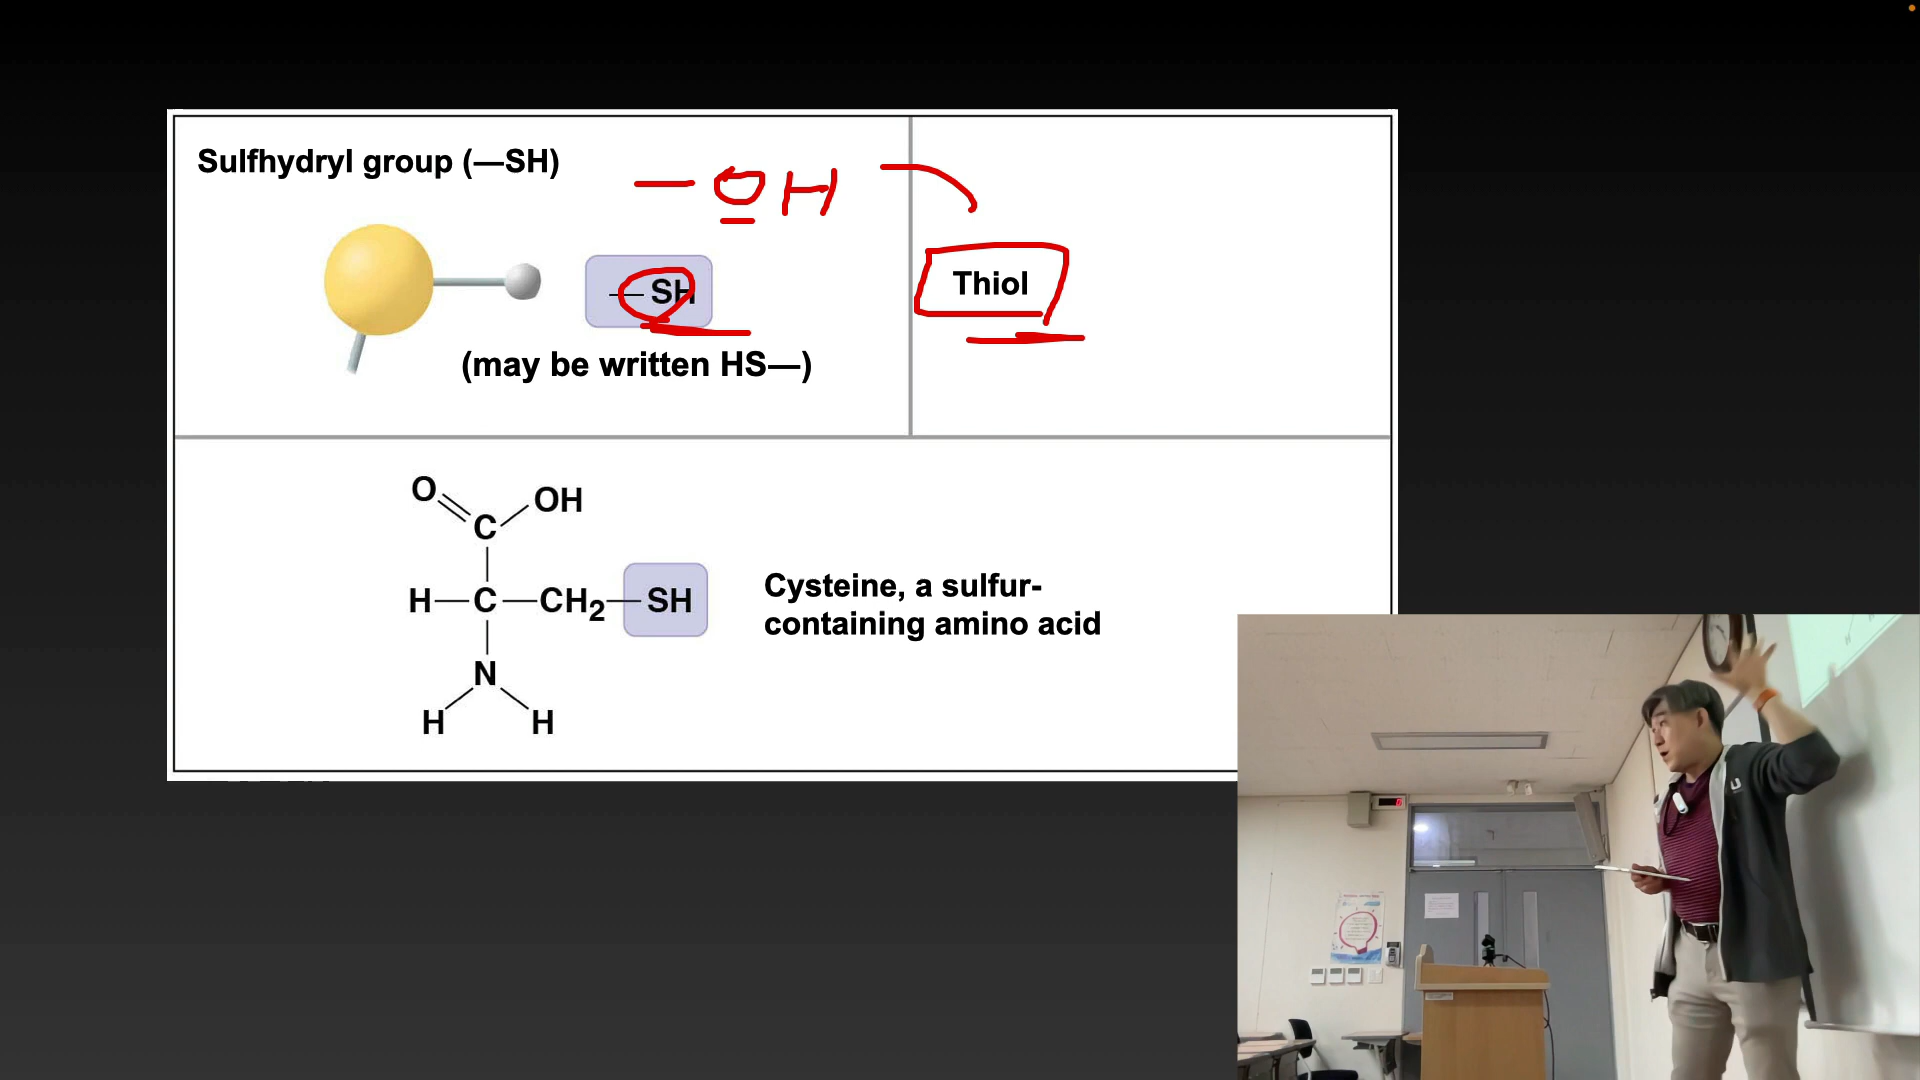 Sulfhydryl group (—SH)
— OH
—SH
(may be written HS—)
Thiol
O
OH
C
H—C—CH₂—SH
N
H H
Cysteine, a sulfur-
containing amino acid